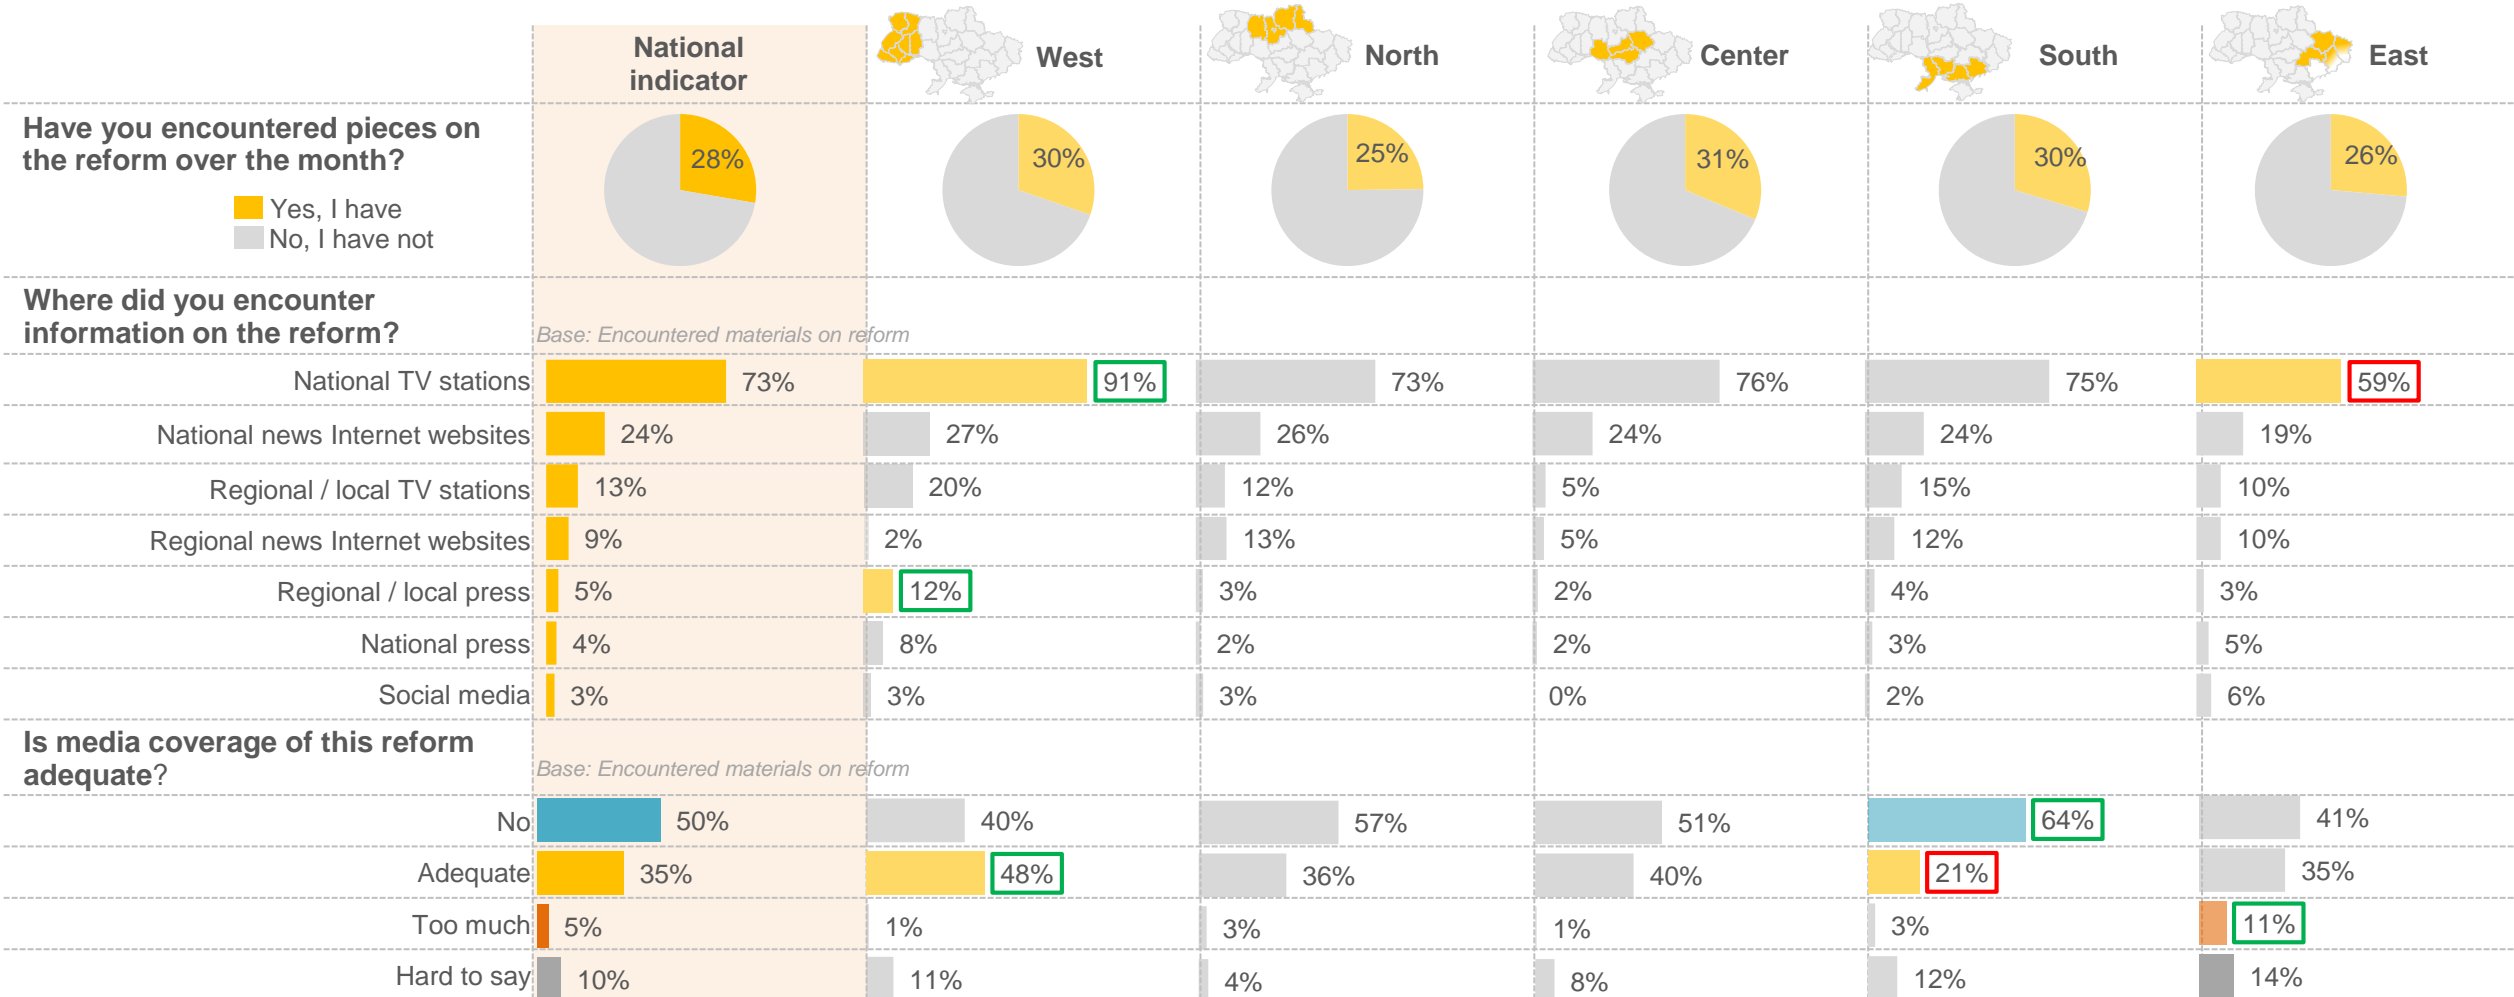 National
indicator
West
North
Center
South
East
Have you encountered pieces on
the reform over the month?
Yes, I have
No, I have not
28%
30%
25%
31%
30%
26%
Where did you encounter
information on the reform?
Base: Encountered materials on reform
National TV stations 73% 91% 73% 76% 75% 59%
National news Internet websites 24% 27% 26% 24% 24% 19%
Regional / local TV stations 13% 20% 12% 5% 15% 10%
Regional news Internet websites 9% 2% 13% 5% 12% 10%
Regional / local press 5% 12% 3% 2% 4% 3%
National press 4% 8% 2% 2% 3% 5%
Social media 3% 3% 3% 0% 2% 6%
Is media coverage of this reform
adequate?
Base: Encountered materials on reform
No 50% 40% 57% 51% 64% 41%
Adequate 35% 48% 36% 40% 21% 35%
Too much 5% 1% 3% 1% 3% 11%
Hard to say 10% 11% 4% 8% 12% 14%